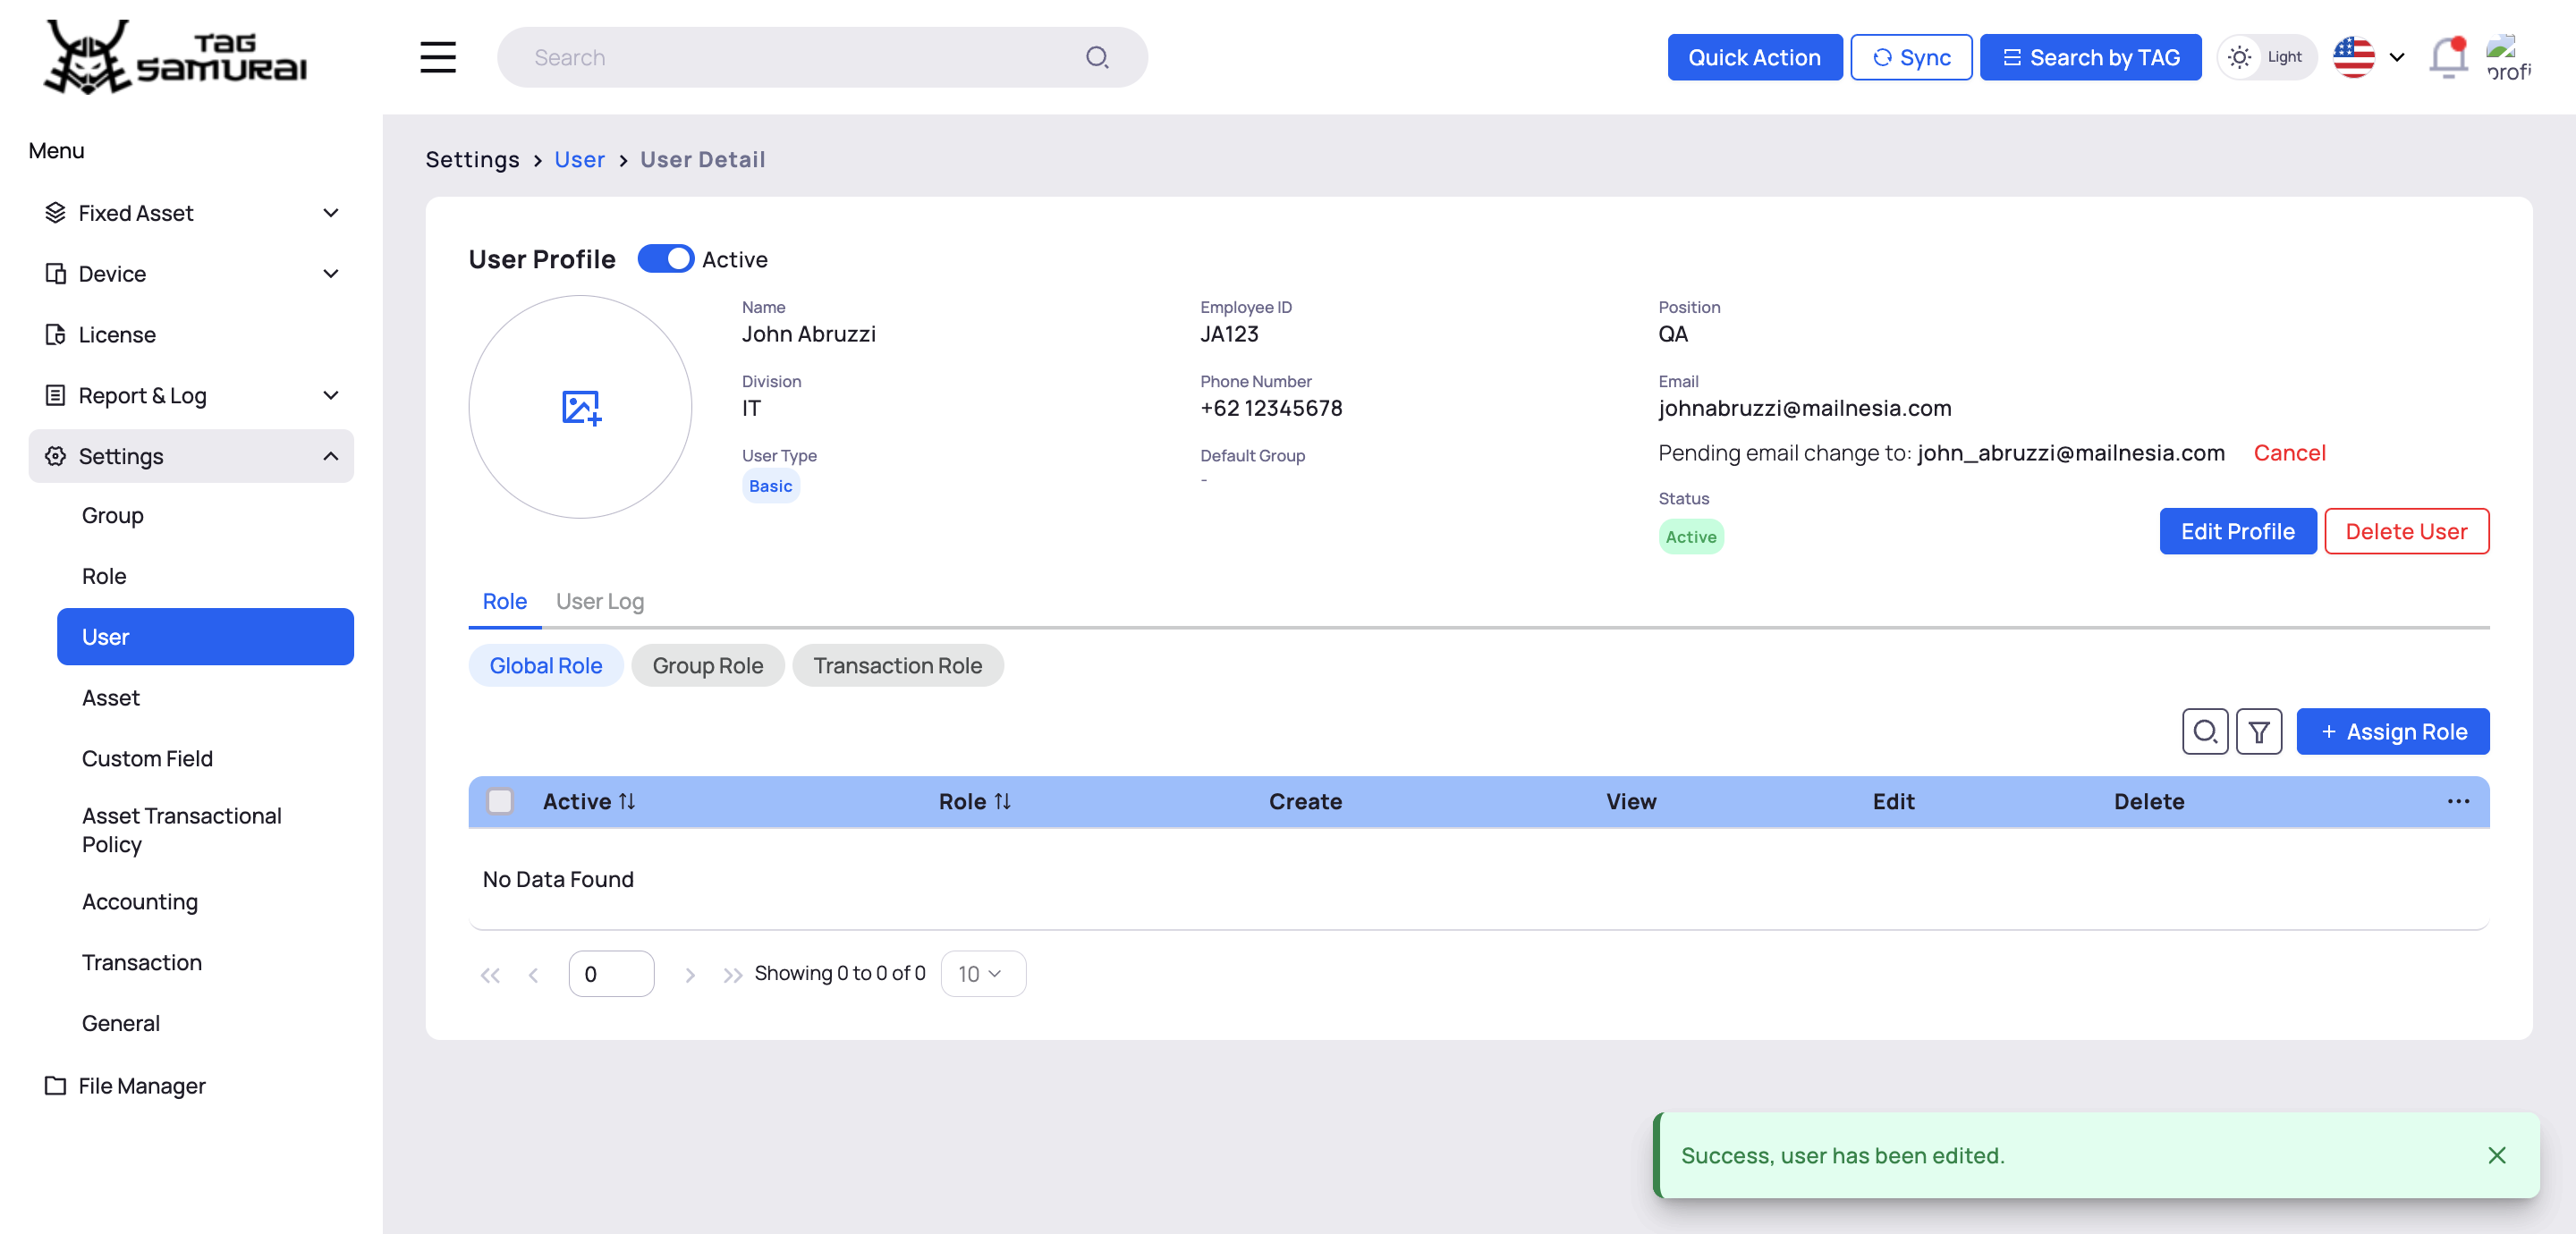 TAG
SAMURAI
Search
Quick Action
Sync
Search by TAG
Light
profi
Menu
Fixed Asset
Device
License
Report & Log
Settings
Group
Role
User
Asset
Custom Field
Asset Transactional
Policy
Accounting
Transaction
General
File Manager
Settings > User > User Detail
User Profile Active
Name
John Abruzzi
Employee ID
JA123
Position
QA
Division
IT
Phone Number
+62 12345678
Email
johnabruzzi@mailnesia.com
Pending email change to: john_abruzzi@mailnesia.com Cancel
User Type
Basic
Default Group
-
Status
Active
Edit Profile
Delete User
Role User Log
Global Role Group Role Transaction Role
+ Assign Role
Active Role Create View Edit Delete ...
No Data Found
0
Showing 0 to 0 of 0
10
Success, user has been edited.